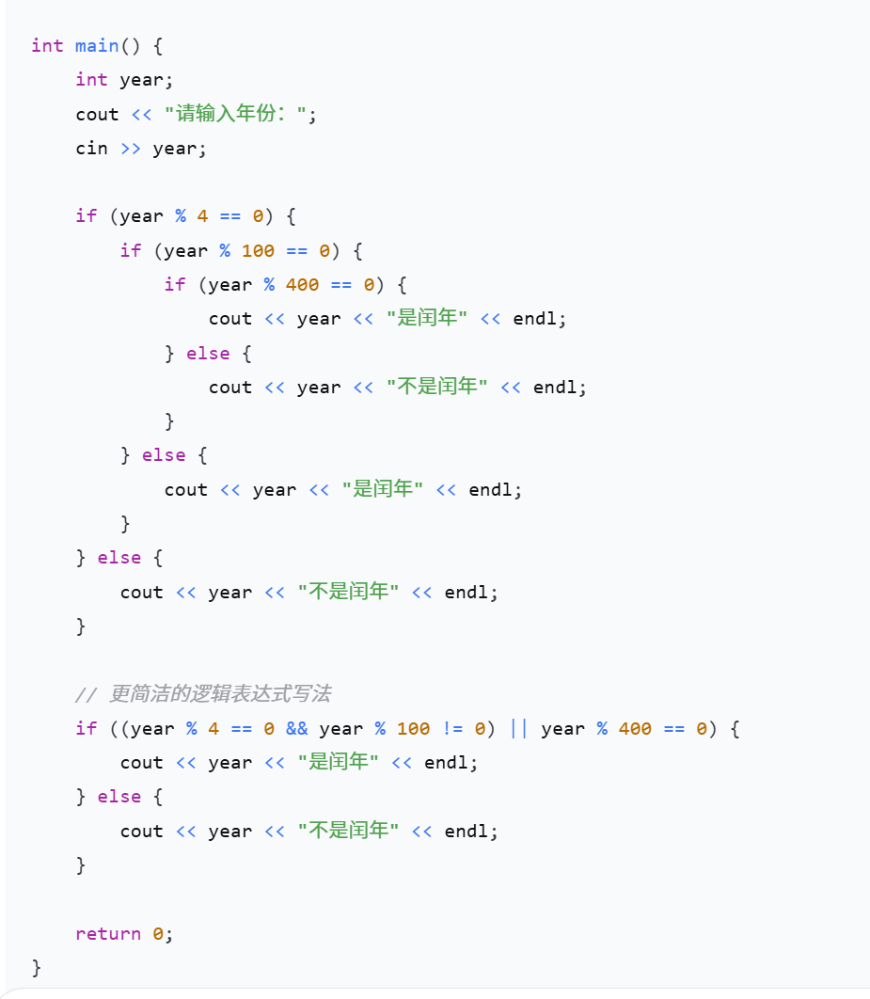 int main() {
    int year;
    cout << "请输入年份：";
    cin >> year;
    if (year % 4 == 0) {
        if (year % 100 == 0) {
            if (year % 400 == 0) {
                cout << year << "是闰年" << endl;
            } else {
                cout << year << "不是闰年" << endl;
            }
        } else {
            cout << year << "是闰年" << endl;
        }
    } else {
        cout << year << "不是闰年" << endl;
    }
    // 更简洁的逻辑表达式写法
    if ((year % 4 == 0 && year % 100 != 0) || year % 400 == 0) {
        cout << year << "是闰年" << endl;
    } else {
        cout << year << "不是闰年" << endl;
    }
    return 0;
}